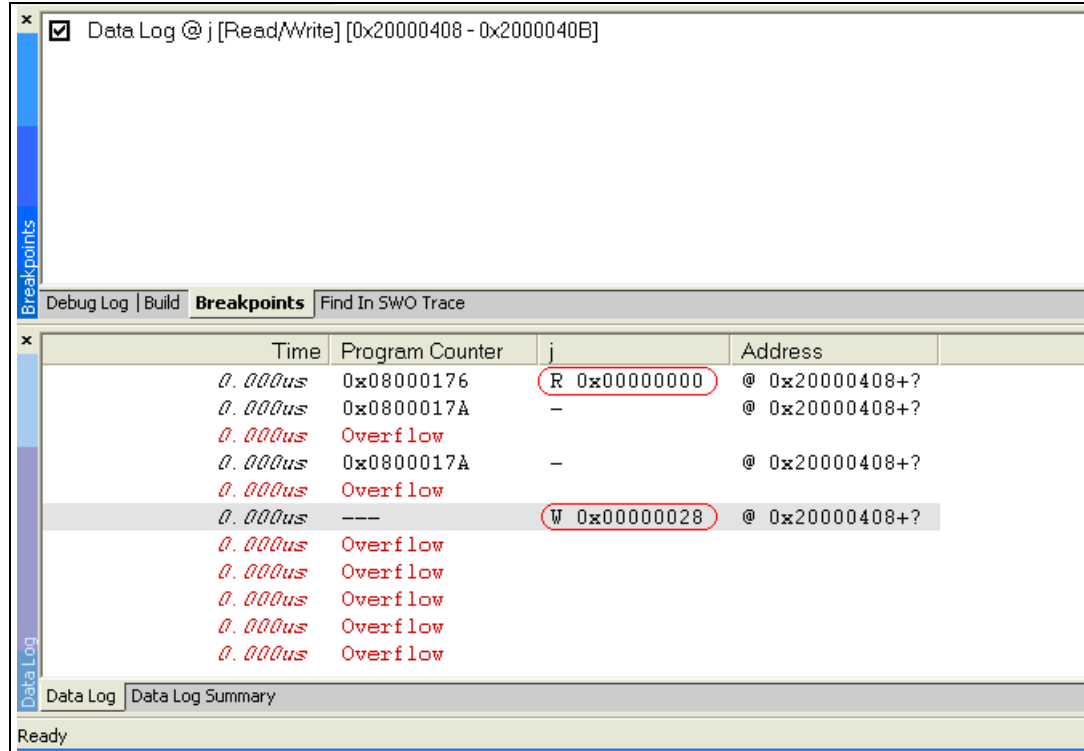 Data Log @ j [Read/Write] [0x20000408 - 0x2000040B]
Breakpoints
Debug Log | Build Breakpoints Find In SWO Trace
Time Program Counter j Address
0.000us 0x08000176 R 0x00000000 @ 0x20000408+?
0.000us 0x0800017A – @ 0x20000408+?
0.000us Overflow
0.000us 0x0800017A – @ 0x20000408+?
0.000us Overflow
0.000us --- W 0x00000028 @ 0x20000408+?
0.000us Overflow
0.000us Overflow
0.000us Overflow
0.000us Overflow
0.000us Overflow
Data Log
Data Log Data Log Summary
Ready